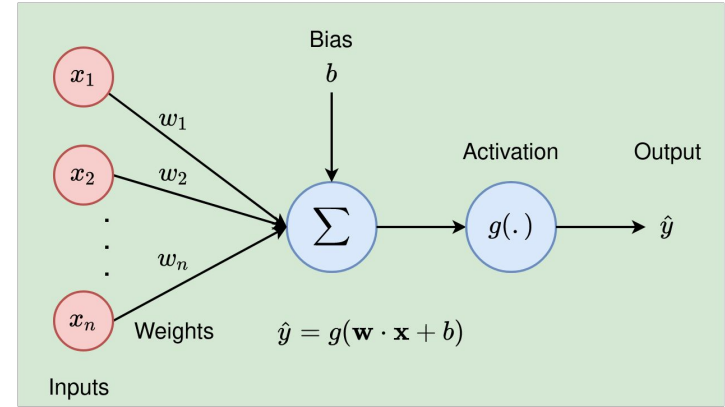 Bias
b
x₁
w₁
x₂
w₂
Activation
Output
∑
g(.)
ŷ
.
.
.
wₙ
xₙ
Weights
ŷ = g(w · x + b)
Inputs